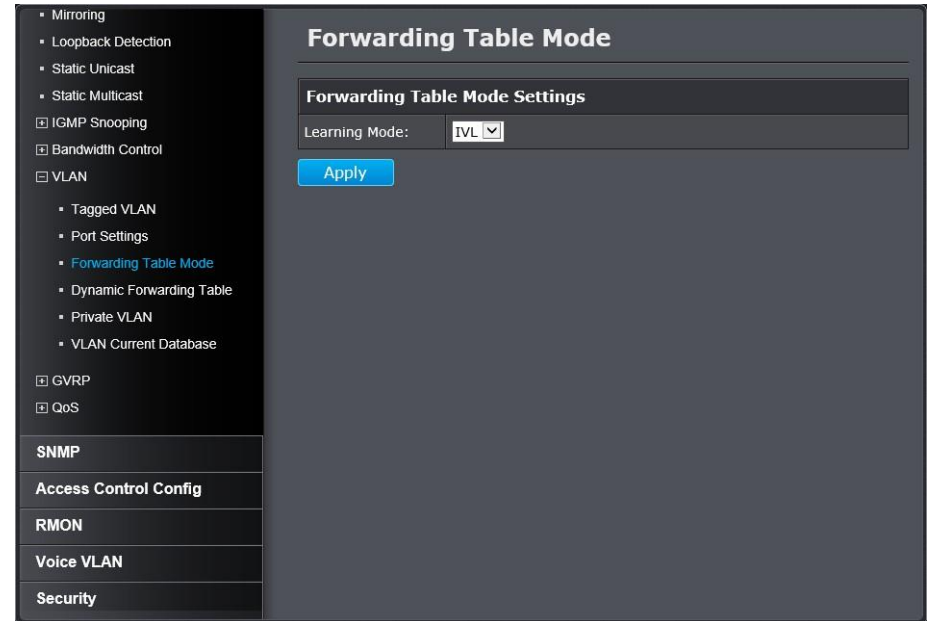 Mirroring
Loopback Detection
Static Unicast
Static Multicast
IGMP Snooping
Bandwidth Control
VLAN
Tagged VLAN
Port Settings
Forwarding Table Mode
Dynamic Forwarding Table
Private VLAN
VLAN Current Database
GVRP
QoS
SNMP
Access Control Config
RMON
Voice VLAN
Security
Forwarding Table Mode
Forwarding Table Mode Settings
Learning Mode: IVL
Apply